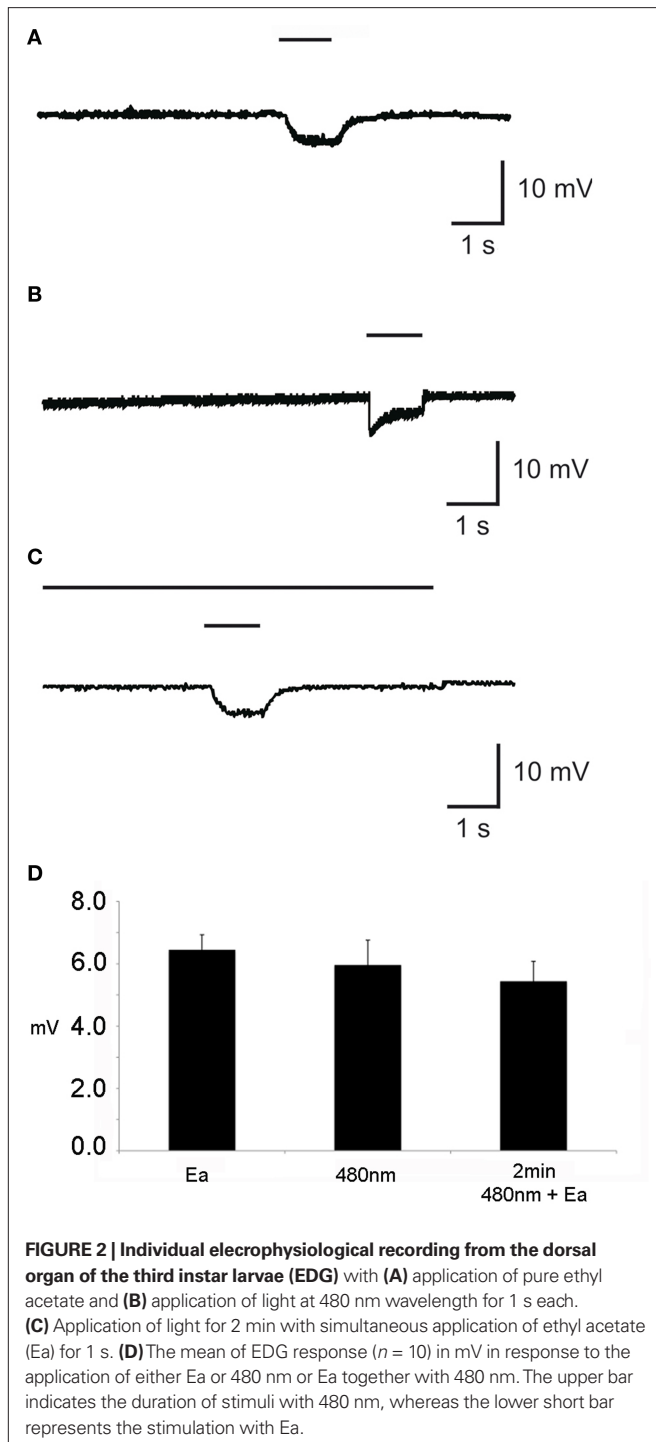 A
10 mV
1 s
B
10 mV
1 s
C
10 mV
1 s
D
8.0
6.0
mV 4.0
2.0
0.0
Ea 480nm 2min
480nm + Ea
FIGURE 2 | Individual elecrophysiological recording from the dorsal
organ of the third instar larvae (EDG) with (A) application of pure ethyl
acetate and (B) application of light at 480 nm wavelength for 1 s each.
(C) Application of light for 2 min with simultaneous application of ethyl acetate
(Ea) for 1 s. (D) The mean of EDG response (n = 10) in mV in response to the
application of either Ea or 480 nm or Ea together with 480 nm. The upper bar
indicates the duration of stimuli with 480 nm, whereas the lower short bar
represents the stimulation with Ea.